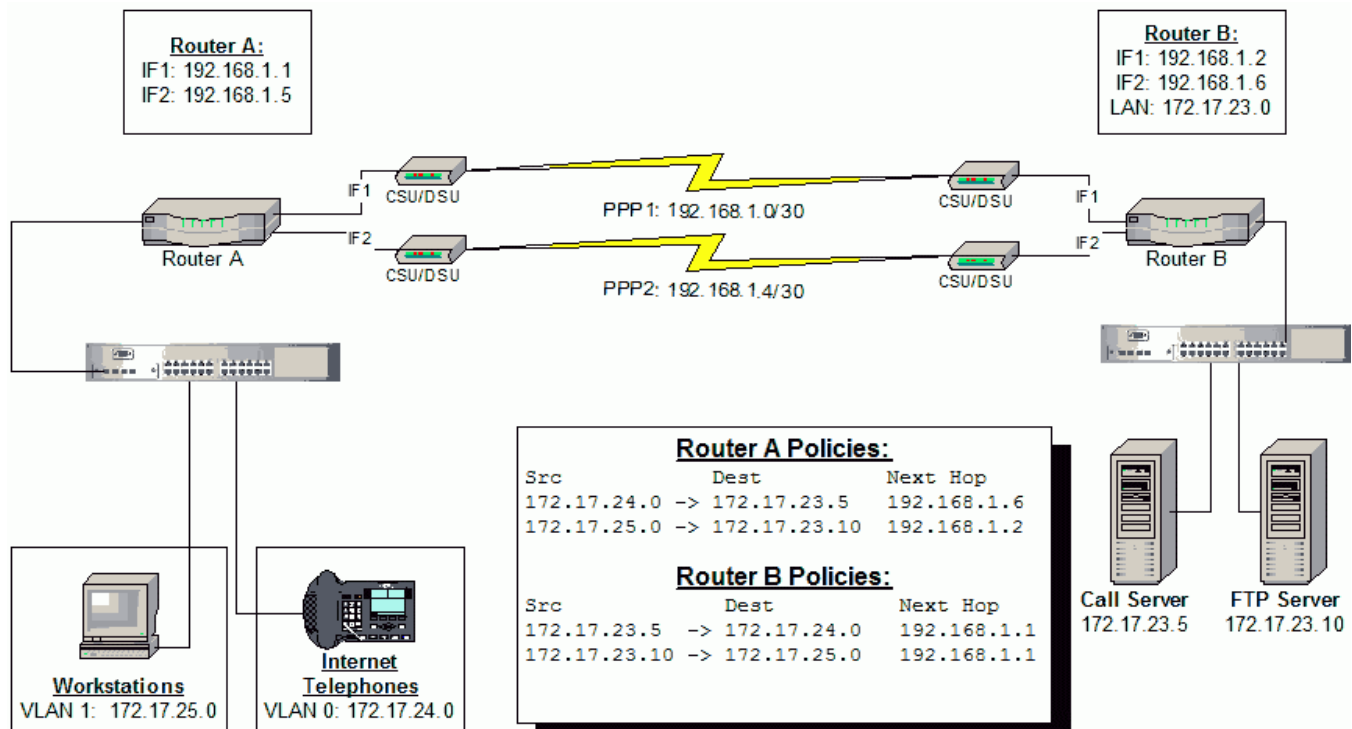 Router A:
IF1: 192.168.1.1
IF2: 192.168.1.5
Router B:
IF1: 192.168.1.2
IF2: 192.168.1.6
LAN: 172.17.23.0
IF1
CSU/DSU
CSU/DSU
IF1
PPP1: 192.168.1.0/30
Router A
IF2
CSU/DSU
CSU/DSU
IF2
Router B
PPP2: 192.168.1.4/30
Router A Policies:
Src Dest Next Hop
172.17.24.0 -> 172.17.23.5 192.168.1.6
172.17.25.0 -> 172.17.23.10 192.168.1.2
Router B Policies:
Src Dest Next Hop
172.17.23.5 -> 172.17.24.0 192.168.1.1
172.17.23.10 -> 172.17.25.0 192.168.1.1
Call Server
172.17.23.5
FTP Server
172.17.23.10
Workstations
VLAN 1: 172.17.25.0
Internet
Telephones
VLAN 0: 172.17.24.0